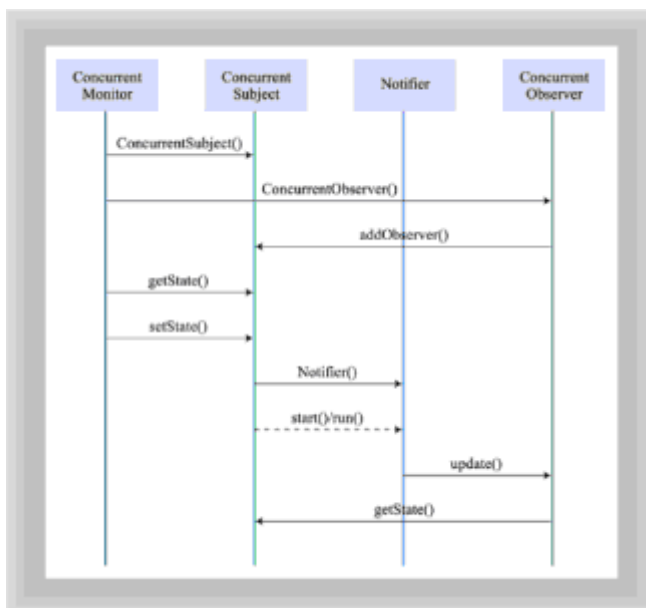 Concurrent
Monitor
Concurrent
Subject
Notifier
Concurrent
Observer
ConcurrentSubject()
ConcurrentObserver()
addObserver()
getState()
setState()
Notifier()
start()/run()
update()
getState()